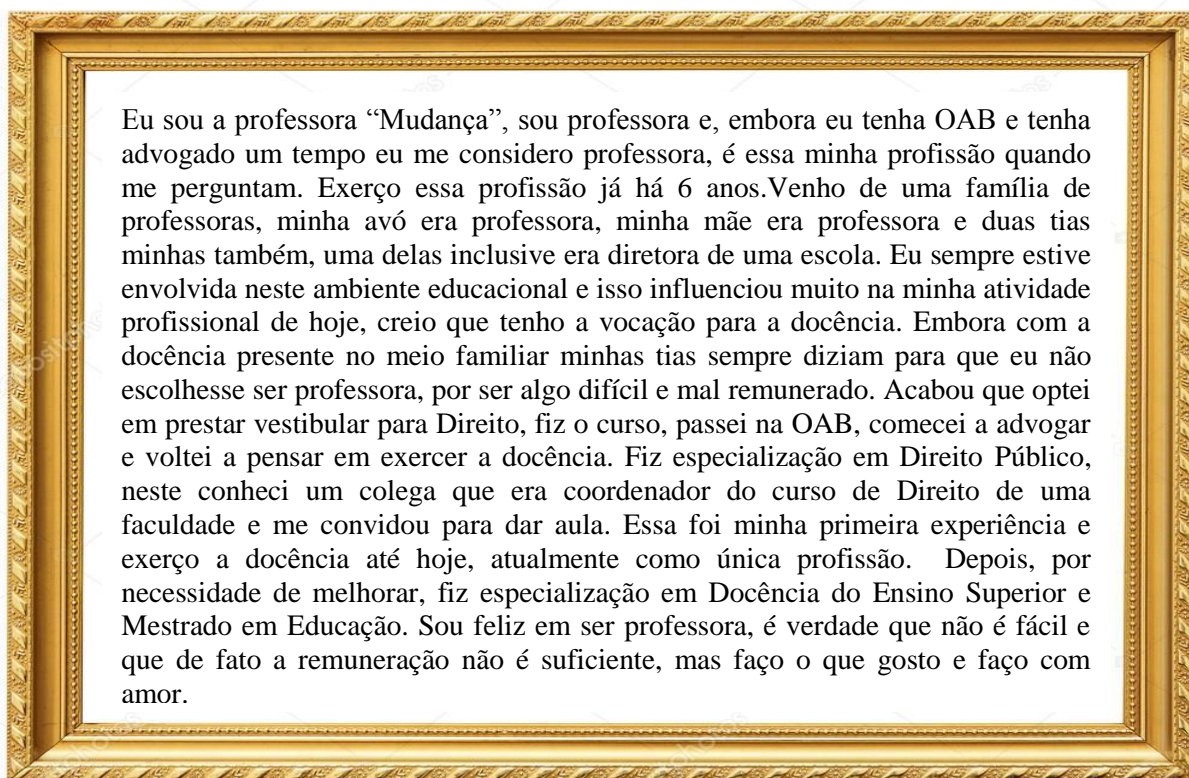 Eu sou a professora “Mudança”, sou professora e, embora eu tenha OAB e tenha
advogado um tempo eu me considero professora, é essa minha profissão quando
me perguntam. Exerço essa profissão já há 6 anos.Venho de uma família de
professoras, minha avó era professora, minha mãe era professora e duas tias
minhas também, uma delas inclusive era diretora de uma escola. Eu sempre estive
envolvida neste ambiente educacional e isso influenciou muito na minha atividade
profissional de hoje, creio que tenho a vocação para a docência. Embora com a
docência presente no meio familiar minhas tias sempre diziam para que eu não
escolhesse ser professora, por ser algo difícil e mal remunerado. Acabou que optei
em prestar vestibular para Direito, fiz o curso, passei na OAB, comecei a advogar
e voltei a pensar em exercer a docência. Fiz especialização em Direito Público,
neste conheci um colega que era coordenador do curso de Direito de uma
faculdade e me convidou para dar aula. Essa foi minha primeira experiência e
exerço a docência até hoje, atualmente como única profissão. Depois, por
necessidade de melhorar, fiz especialização em Docência do Ensino Superior e
Mestrado em Educação. Sou feliz em ser professora, é verdade que não é fácil e
que de fato a remuneração não é suficiente, mas faço o que gosto e faço com
amor.